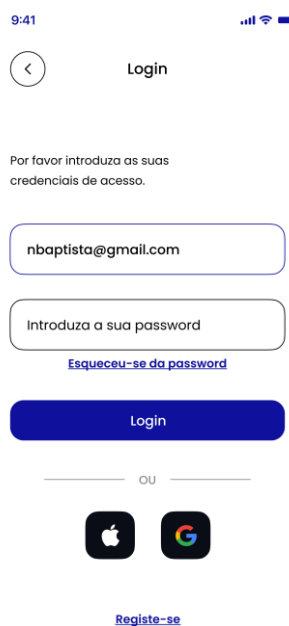 9:41
Login
Por favor introduza as suas
credenciais de acesso.
nbaptista@gmail.com
Introduza a sua password
Esqueceu-se da password
Login
OU
Registe-se